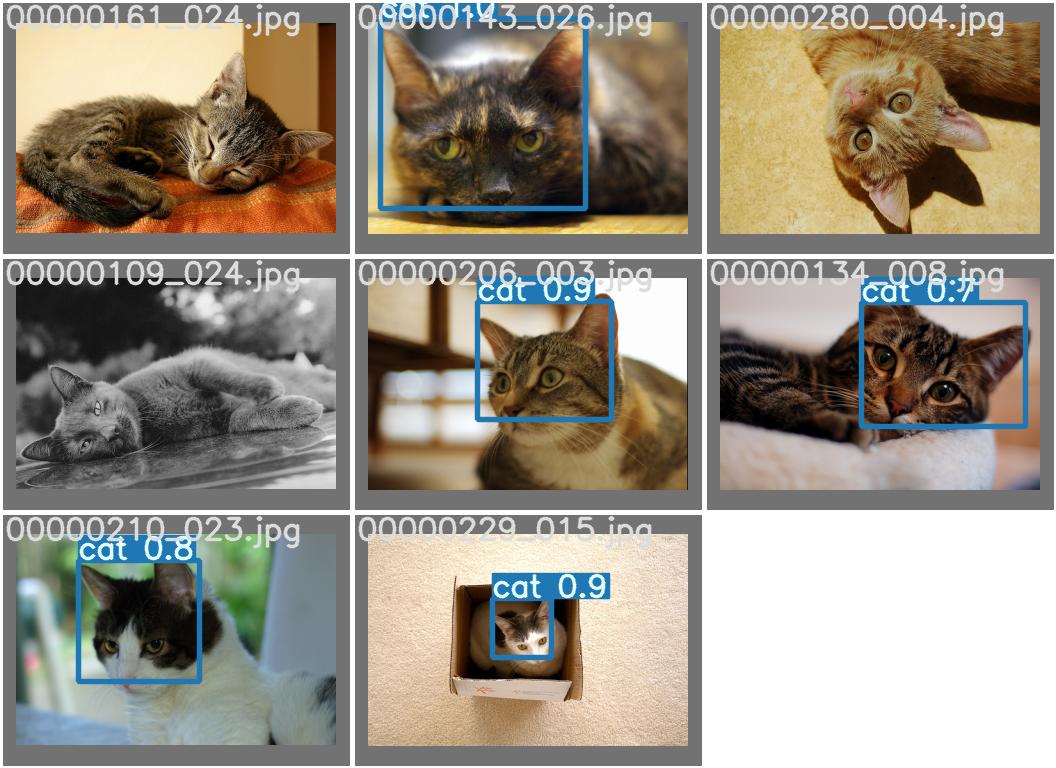 00000161_024.jpg
00000143_026.jpg
00000280_004.jpg
00000109_024.jpg
00000206_003.jpg
cat 0.9
00000134_008.jpg
cat 0.7
00000210_023.jpg
cat 0.8
00000229_015.jpg
cat 0.9